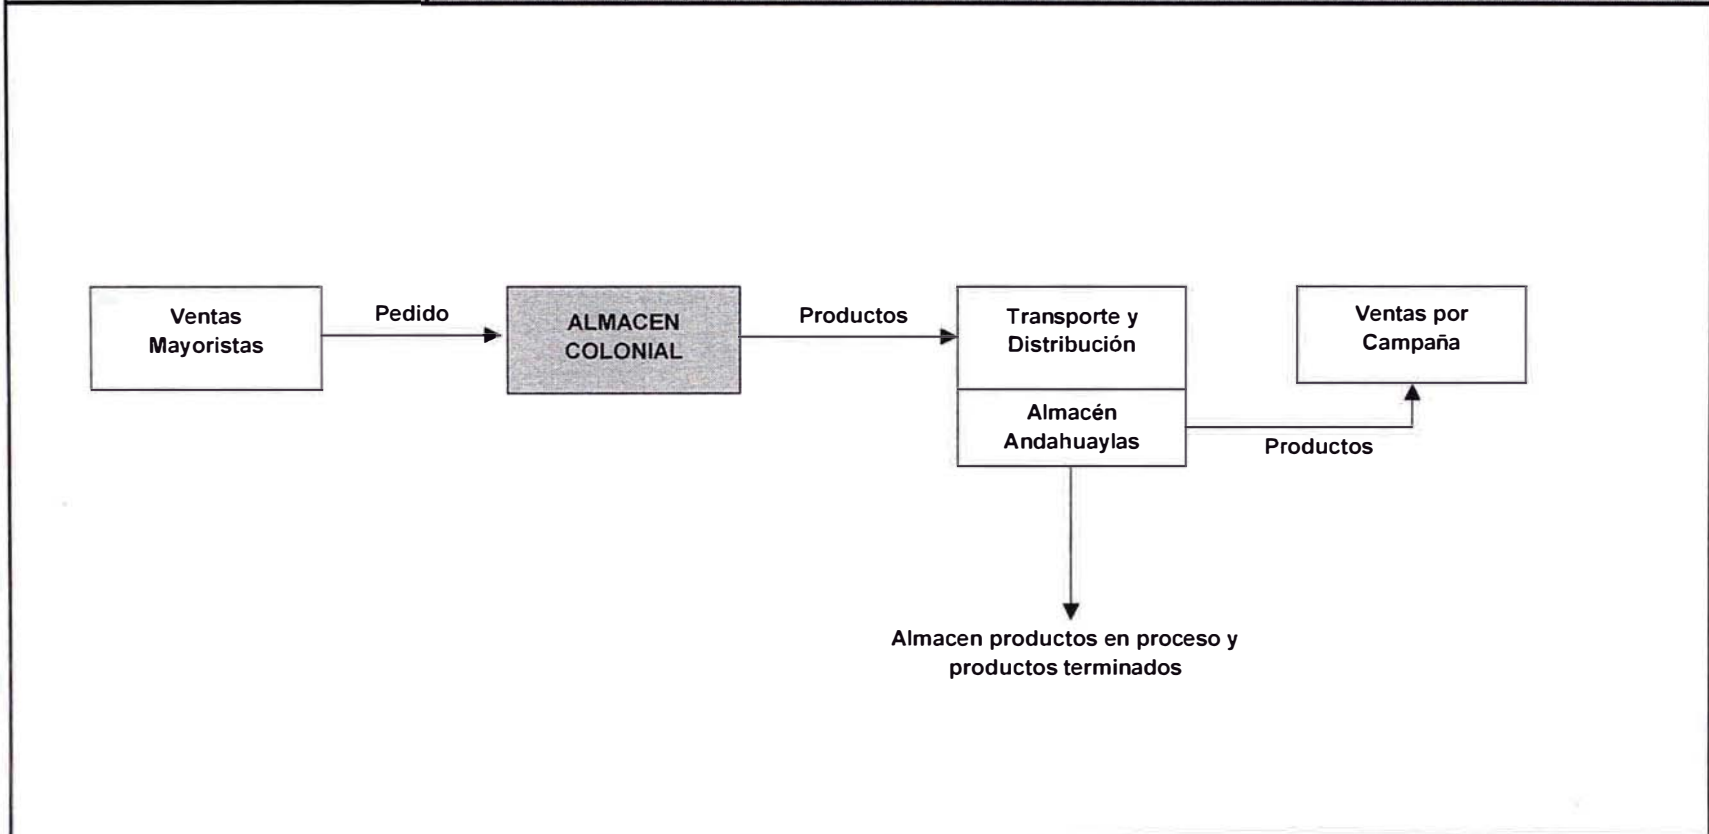 Ventas
Mayoristas
Pedido
ALMACEN
COLONIAL
Productos
Transporte y
Distribución
Almacén
Andahuaylas
Productos
Ventas por
Campaña
Almacen productos en proceso y
productos terminados